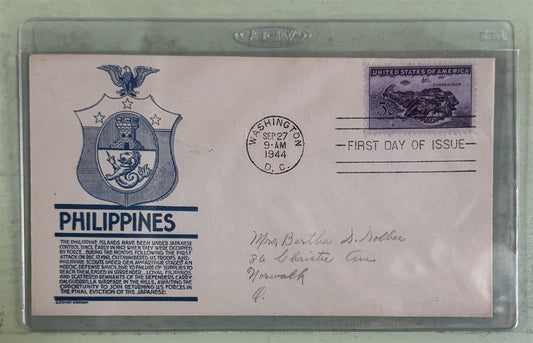 UNITED STATES OF AMERICA
CORREGIDOR
3¢
WASHINGTON
SEP 27
9-AM
1944
D. C.
FIRST DAY OF ISSUE
PHILIPPINES
THE PHILIPPINE ISLANDS HAVE BEEN UNDER JAPANESE
CONTROL SINCE EARLY IN 1942 WHEN THEY WERE OCCUPIED
BY FORCE. DURING THE MONTHS FOLLOWING THE FIRST
ATTACK ON DEC. 1941, OUTNUMBERED U.S. TROOPS AND
PHILIPPINE SCOUTS UNDER GEN. MACARTHUR STAGED AN
HEROIC DEFENSE WHICH, DUE TO FAILURE OF SUPPLIES TO
REACH THEM, ENDED IN SURRENDER. LOYAL FILIPINOS
AND SCATTERED REMNANTS OF THE DEFENDERS CARRY
ON GUERRILLA WARFARE IN THE HILLS, AWAITING THE
OPPORTUNITY TO JOIN RETURNING U.S. FORCES IN
THE FINAL EVICTION OF THE JAPANESE.
Mrs. Bertha D. Dolbee
86 Christie Ave
Norwalk
O.